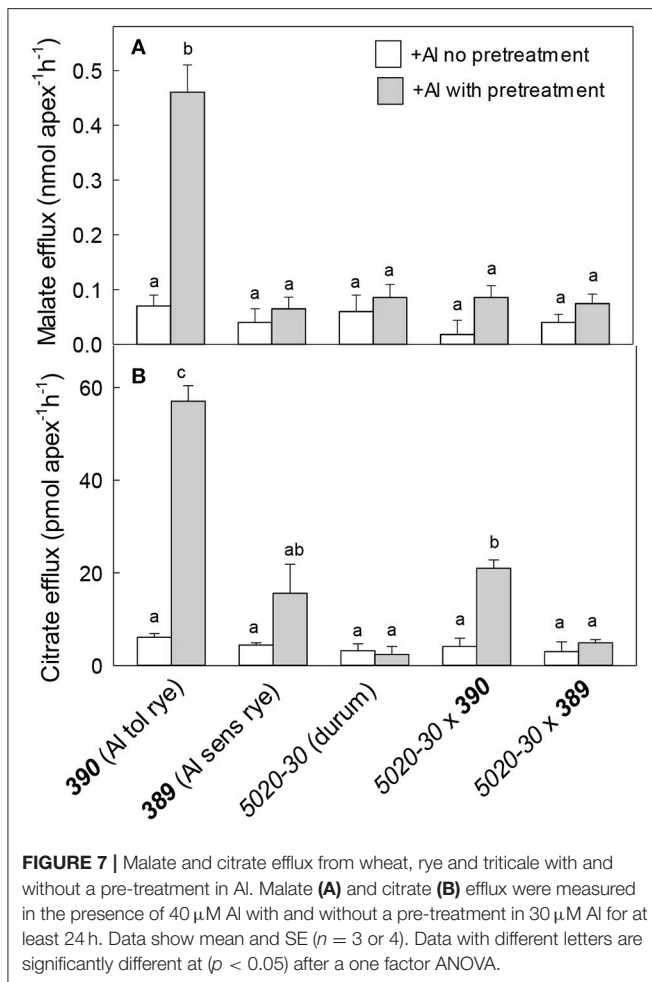 A
+Al no pretreatment
+Al with pretreatment
Malate efflux (nmol apex⁻¹h⁻¹)
0.5
0.4
0.3
0.2
0.1
0.0
a
b
a
a
a
a
a
a
a
a
B
Citrate efflux (pmol apex⁻¹h⁻¹)
60
40
20
0
a
c
a
ab
a
a
a
b
a
a
390 (Al tol rye)
389 (Al sens rye)
5020-30 (durum)
5020-30 x 390
5020-30 x 389
FIGURE 7 | Malate and citrate efflux from wheat, rye and triticale with and
without a pre-treatment in Al. Malate (A) and citrate (B) efflux were measured
in the presence of 40 μM Al with and without a pre-treatment in 30 μM Al for at
least 24 h. Data show mean and SE (n = 3 or 4). Data with different letters are
significantly different at (p < 0.05) after a one factor ANOVA.